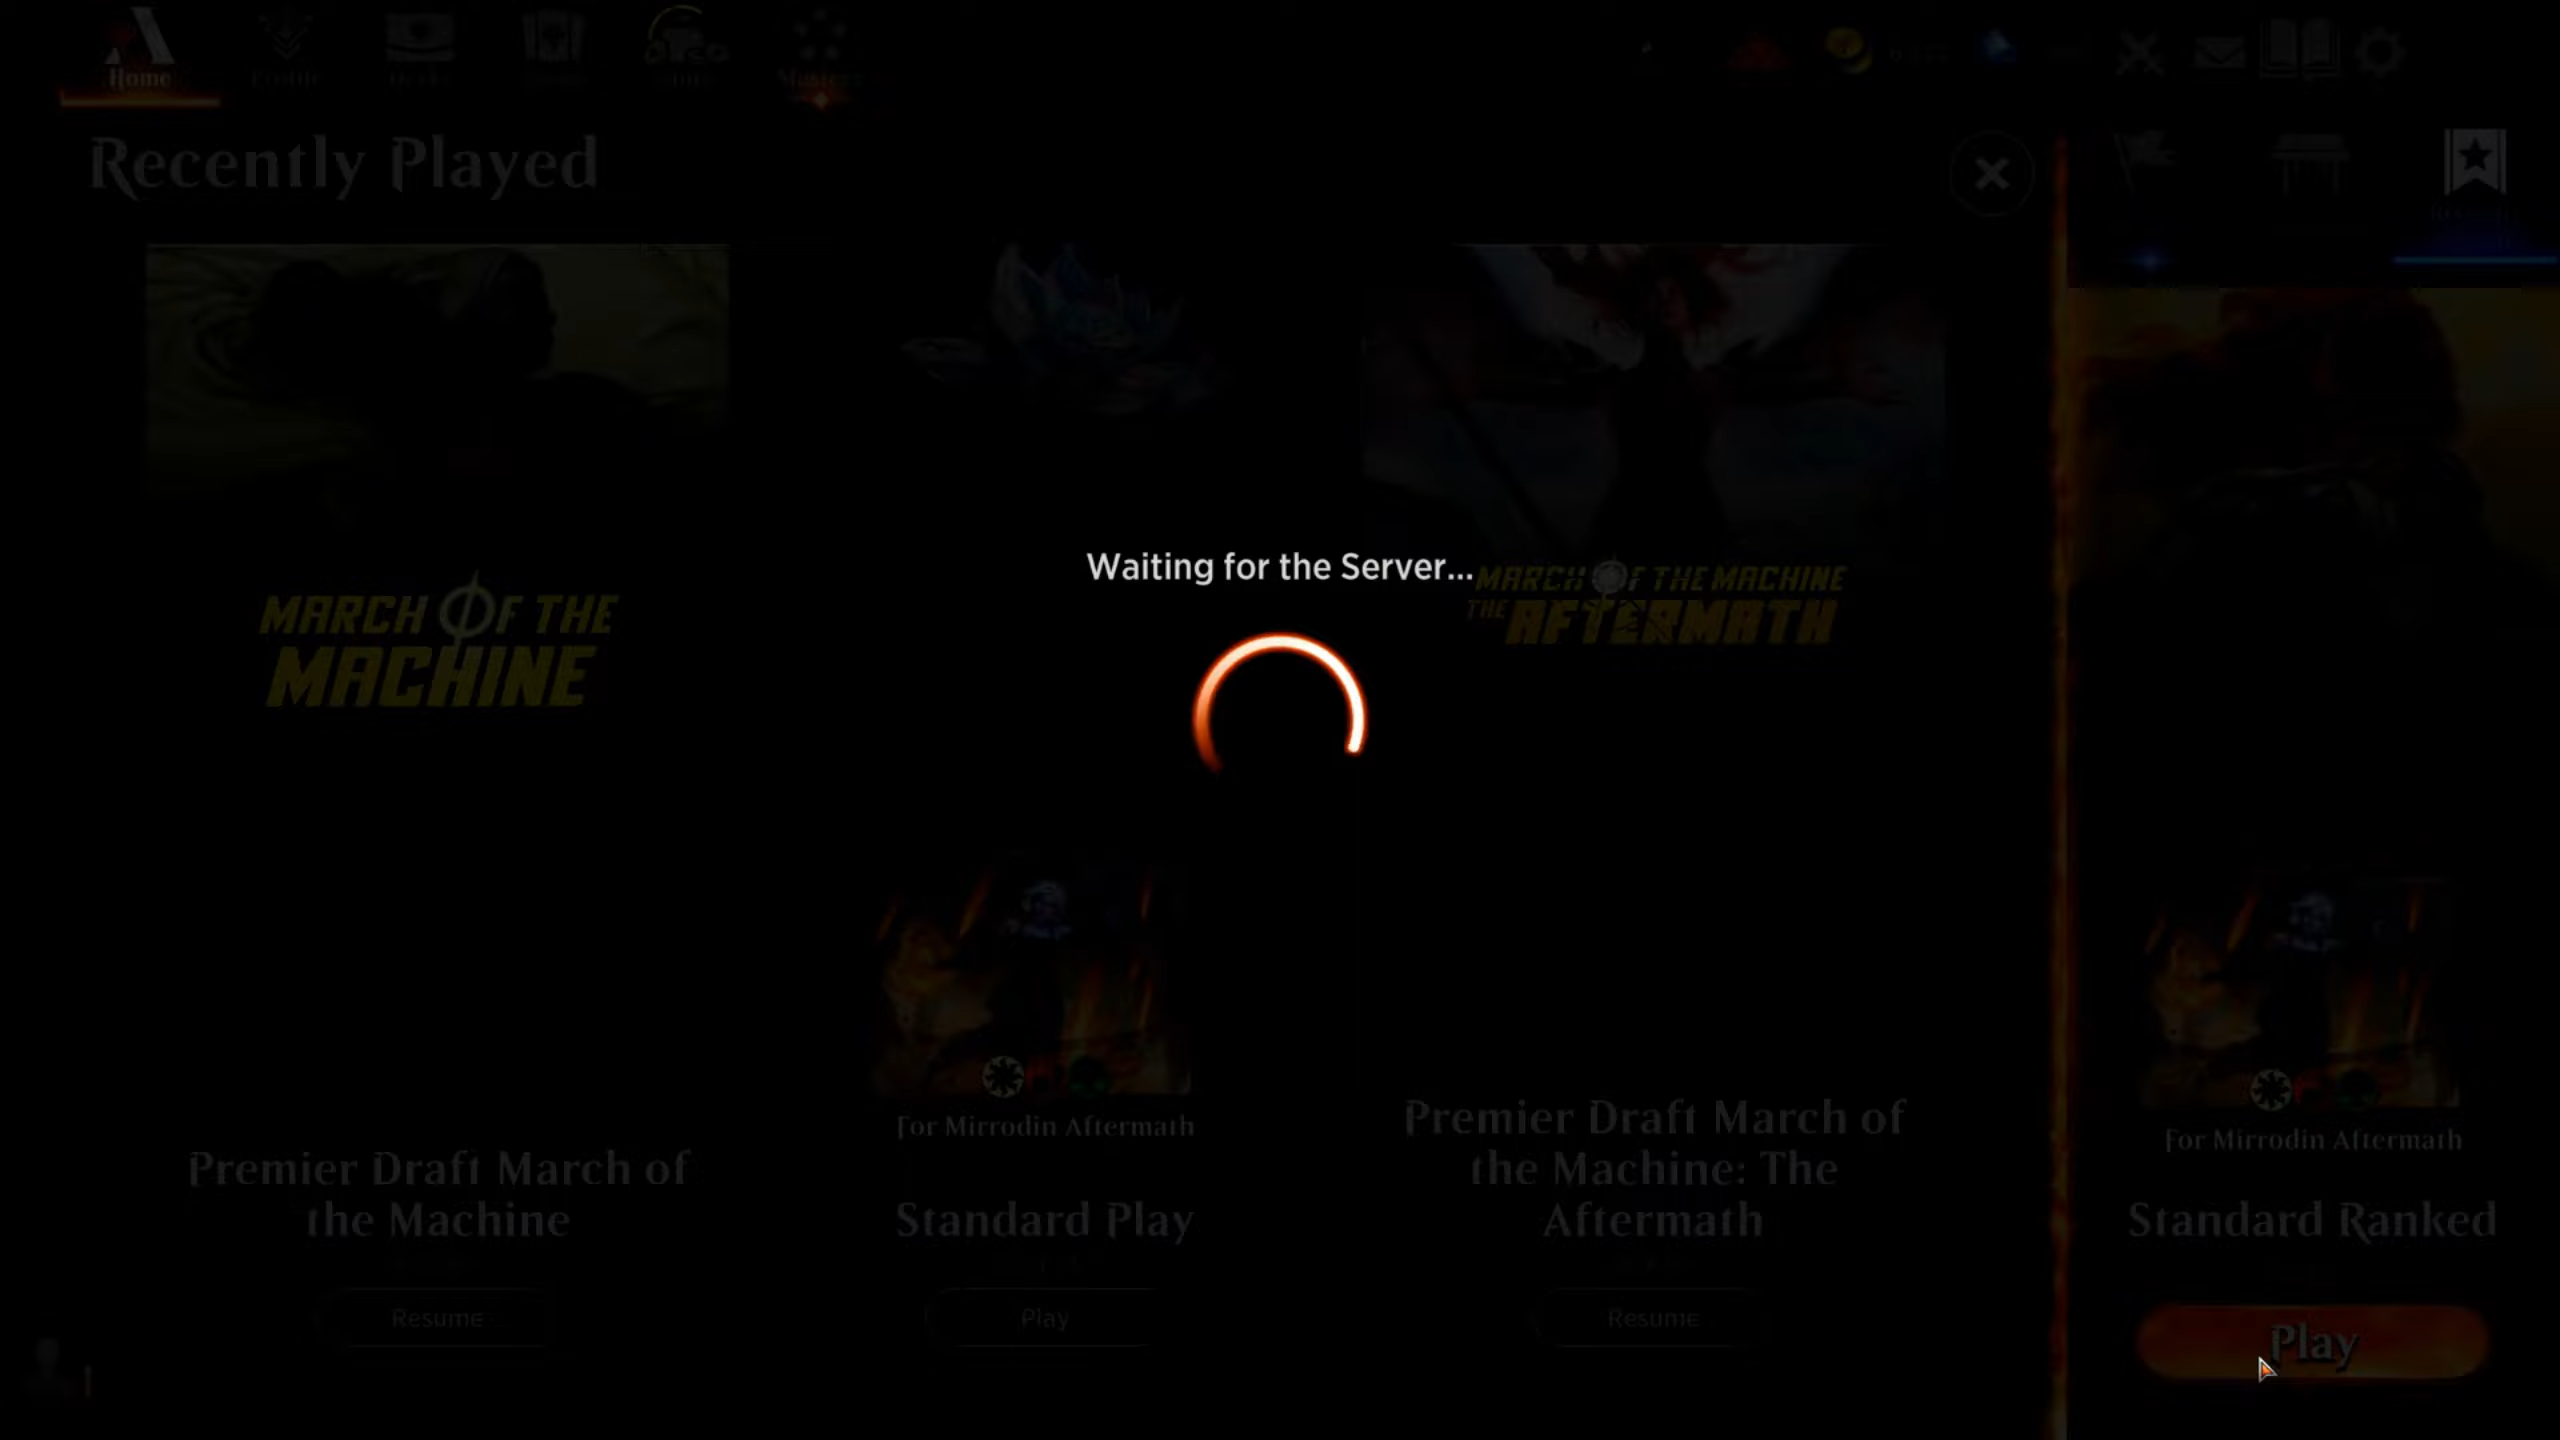 Home
Recently Played
Waiting for the Server...
MARCH OF THE
MACHINE
MARCH OF THE MACHINE
THE AFTERMATH
For Mirrodin Aftermath
For Mirrodin Aftermath
Premier Draft March of
the Machine
Standard Play
Premier Draft March of
the Machine: The
Aftermath
Standard Ranked
Resume
Play
Resume
Play